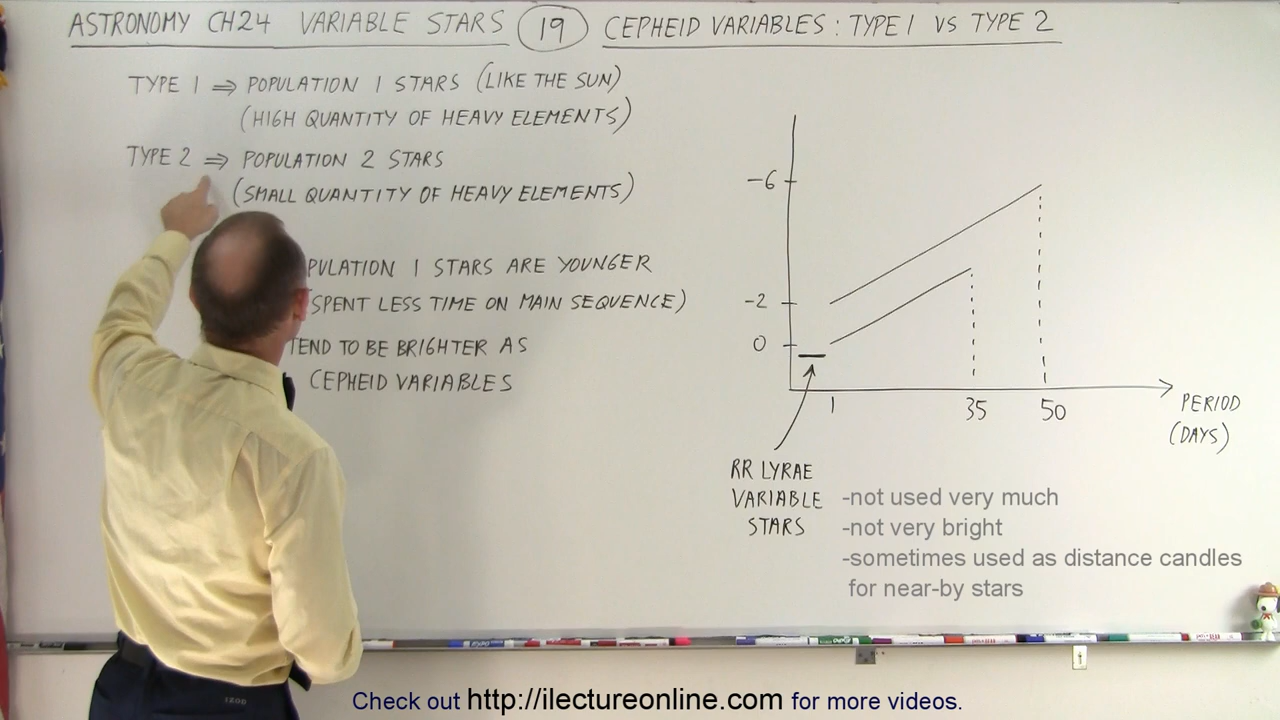 ASTRONOMY CH24 VARIABLE STARS 19 CEPHEID VARIABLES: TYPE 1 VS TYPE 2
TYPE 1 ⇒ POPULATION 1 STARS (LIKE THE SUN)
(HIGH QUANTITY OF HEAVY ELEMENTS)
TYPE 2 ⇒ POPULATION 2 STARS
(SMALL QUANTITY OF HEAVY ELEMENTS)
PULATION 1 STARS ARE YOUNGER
SPENT LESS TIME ON MAIN SEQUENCE)
TEND TO BE BRIGHTER AS
CEPHEID VARIABLES
-6
-2
0
1 35 50
PERIOD
(DAYS)
RR LYRAE
VARIABLE
STARS
-not used very much
-not very bright
-sometimes used as distance candles
for near-by stars
IZOD
Check out http://ilectureonline.com for more videos.